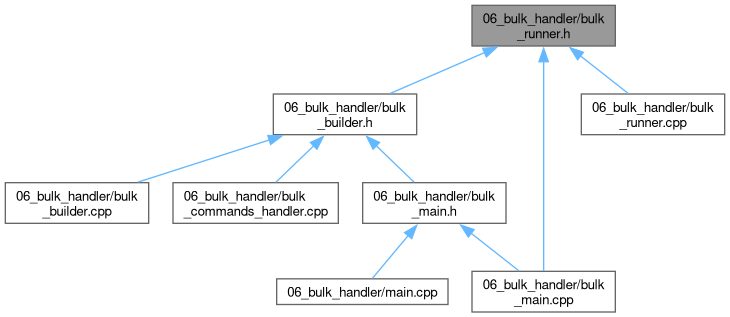 06_bulk_handler/bulk
_runner.h
06_bulk_handler/bulk
_builder.h
06_bulk_handler/bulk
_runner.cpp
06_bulk_handler/bulk
_builder.cpp
06_bulk_handler/bulk
_commands_handler.cpp
06_bulk_handler/bulk
_main.h
06_bulk_handler/main.cpp
06_bulk_handler/bulk
_main.cpp